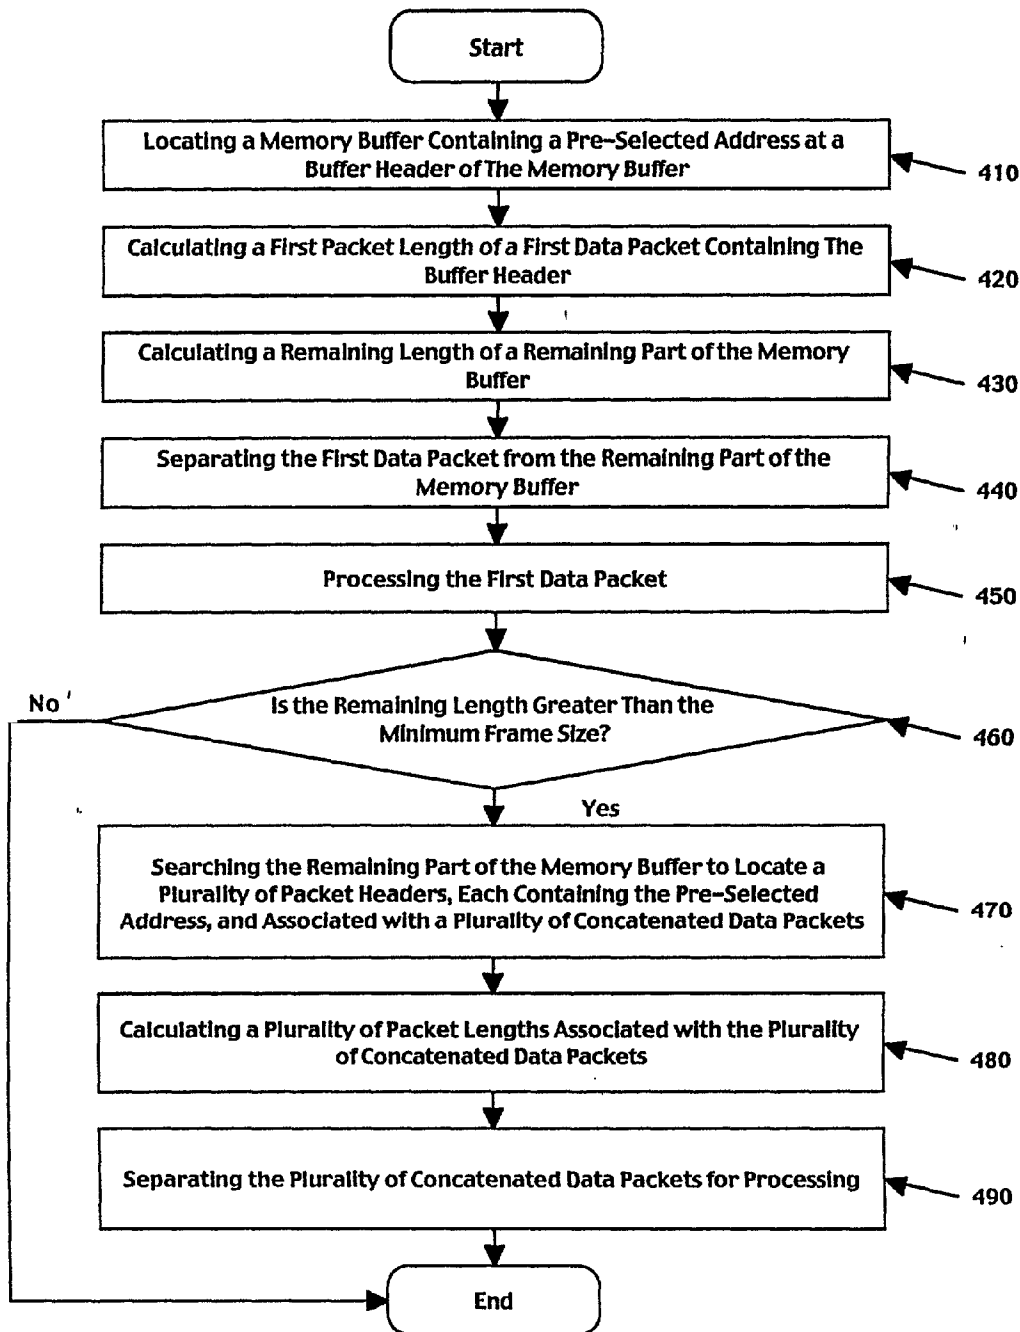 Start
Locating a Memory Buffer Containing a Pre-Selected Address at a
Buffer Header of The Memory Buffer
410
Calculating a First Packet Length of a First Data Packet Containing The
Buffer Header
420
Calculating a Remaining Length of a Remaining Part of the Memory
Buffer
430
Separating the First Data Packet from the Remaining Part of the
Memory Buffer
440
Processing the First Data Packet
450
No
Is the Remaining Length Greater Than the
Minimum Frame Size?
460
Yes
Searching the Remaining Part of the Memory Buffer to Locate a
Plurality of Packet Headers, Each Containing the Pre-Selected
Address, and Associated with a Plurality of Concatenated Data Packets
470
Calculating a Plurality of Packet Lengths Associated with the Plurality
of Concatenated Data Packets
480
Separating the Plurality of Concatenated Data Packets for Processing
490
End